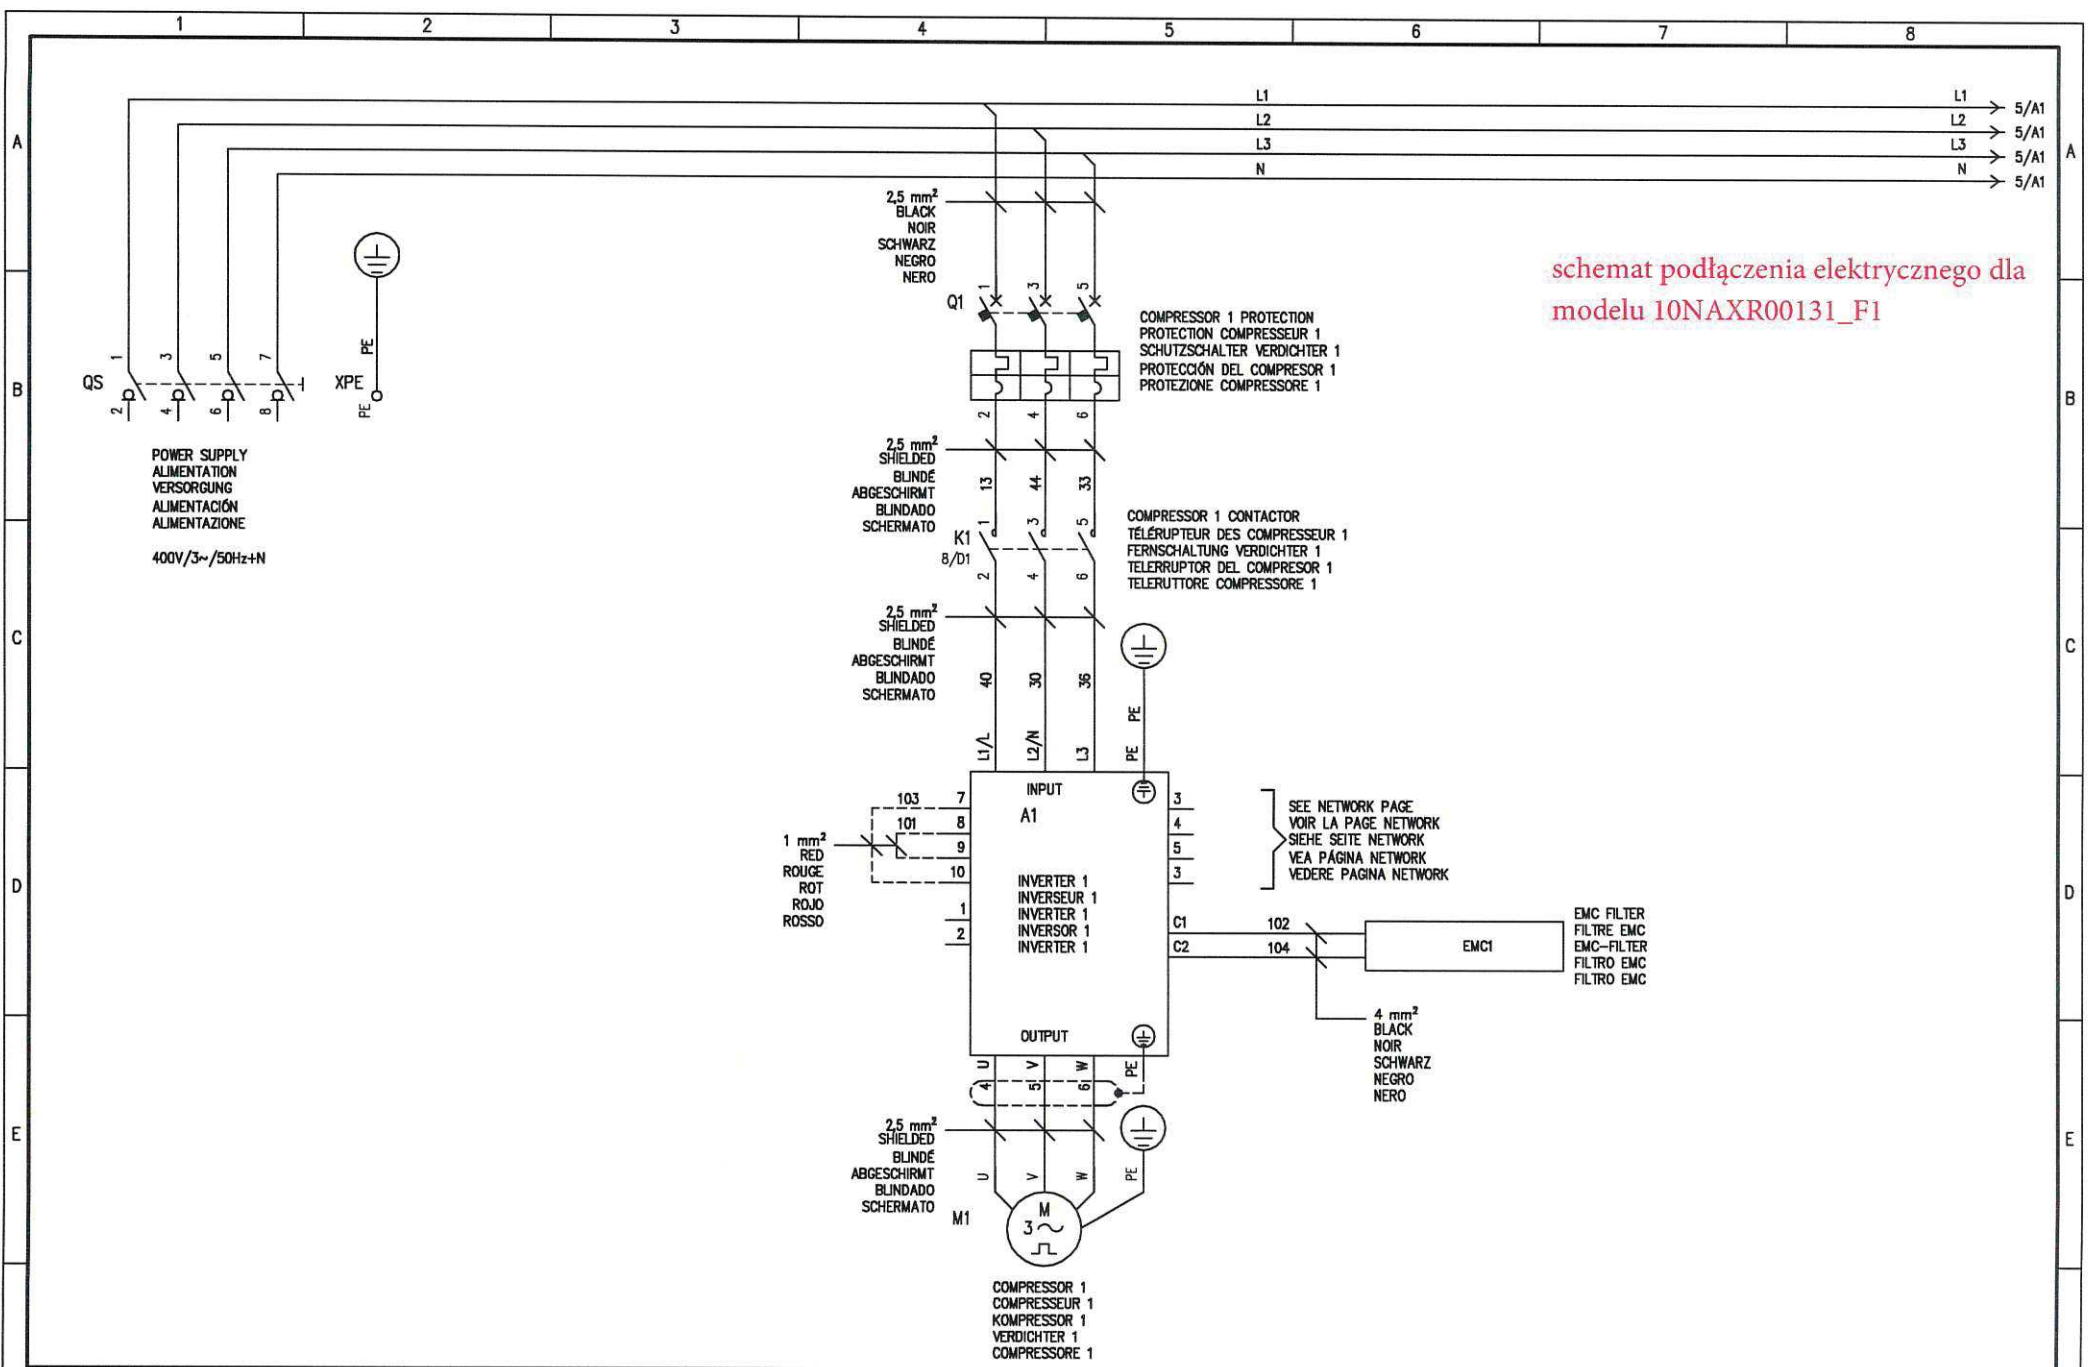 1 2 3 4 5 6 7 8
A
B
C
D
E
A
B
C
D
E
L1
L2
L3
N
L1 5/A1
L2 5/A1
L3 5/A1
N 5/A1
schemat podłączenia elektrycznego dla
modelu 10NAXR00131_F1
QS
1 3 5 7
2 4 6 8
XPE
PE
PE
POWER SUPPLY
ALIMENTATION
VERSORGUNG
ALIMENTACIÓN
ALIMENTAZIONE
400V/3~/50Hz+N
2,5 mm²
BLACK
NOIR
SCHWARZ
NEGRO
NERO
Q1
1 3 5
COMPRESSOR 1 PROTECTION
PROTECTION COMPRESSEUR 1
SCHUTZSCHALTER VERDICHTER 1
PROTECCIÓN DEL COMPRESOR 1
PROTEZIONE COMPRESSORE 1
2 4 6
2,5 mm²
SHIELDED
BLINDÉ
ABGESCHIRMT
BLINDADO
SCHERMATO
13 44 33
K1
8/D1
1 3 5
2 4 6
COMPRESSOR 1 CONTACTOR
TÉLÉRUPTEUR DES COMPRESSEUR 1
FERNSCHALTUNG VERDICHTER 1
TELERRUPTOR DEL COMPRESOR 1
TELERUTTORE COMPRESSORE 1
2,5 mm²
SHIELDED
BLINDÉ
ABGESCHIRMT
BLINDADO
SCHERMATO
40 30 36
PE
L1/L L2/N L3 PE
INPUT
A1
103 7
101 8
9
10
1
2
1 mm²
RED
ROUGE
ROT
ROJO
ROSSO
INVERTER 1
INVERSEUR 1
INVERTER 1
INVERSOR 1
INVERTER 1
3
4
5
3
SEE NETWORK PAGE
VOIR LA PAGE NETWORK
SIEHE SEITE NETWORK
VEA PÁGINA NETWORK
VEDERE PAGINA NETWORK
C1 102
C2 104
EMC1
EMC FILTER
FILTRE EMC
EMC-FILTER
FILTRO EMC
FILTRO EMC
4 mm²
BLACK
NOIR
SCHWARZ
NEGRO
NERO
OUTPUT
U V W PE
4 5 6
2,5 mm²
SHIELDED
BLINDÉ
ABGESCHIRMT
BLINDADO
SCHERMATO
U V W PE
M1
M
3
COMPRESSOR 1
COMPRESSEUR 1
KOMPRESSOR 1
VERDICHTER 1
COMPRESSORE 1